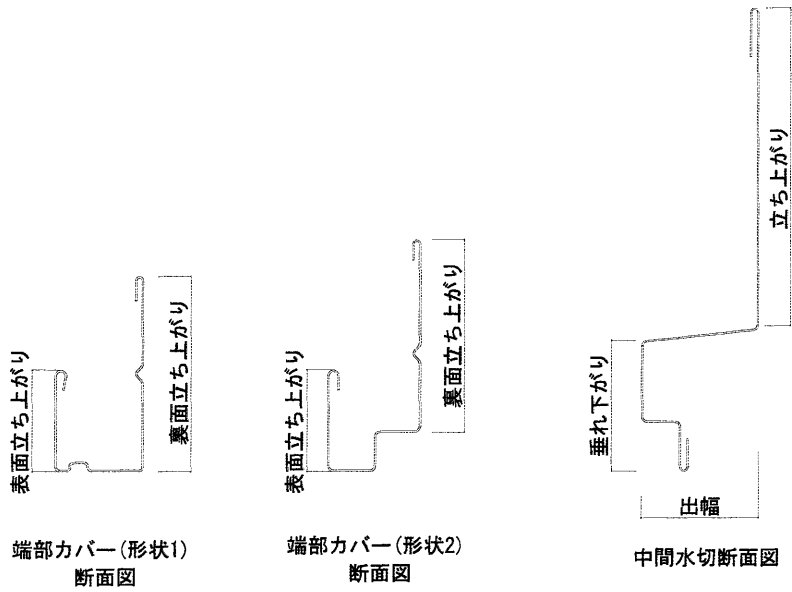 表面立ち上がり
裏面立ち上がり
端部カバー(形状1)
断面図
表面立ち上がり
裏面立ち上がり
端部カバー(形状2)
断面図
立ち上がり
垂れ下がり
出幅
中間水切断面図